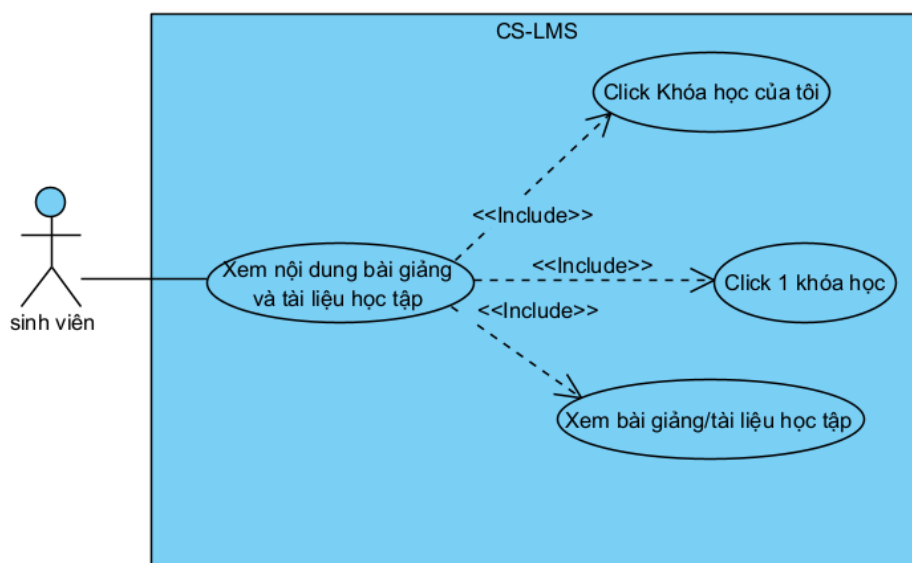 CS-LMS
Click Khóa học của tôi
<<Include>>
Xem nội dung bài giảng
và tài liệu học tập
<<Include>>
Click 1 khóa học
<<Include>>
sinh viên
Xem bài giảng/tài liệu học tập